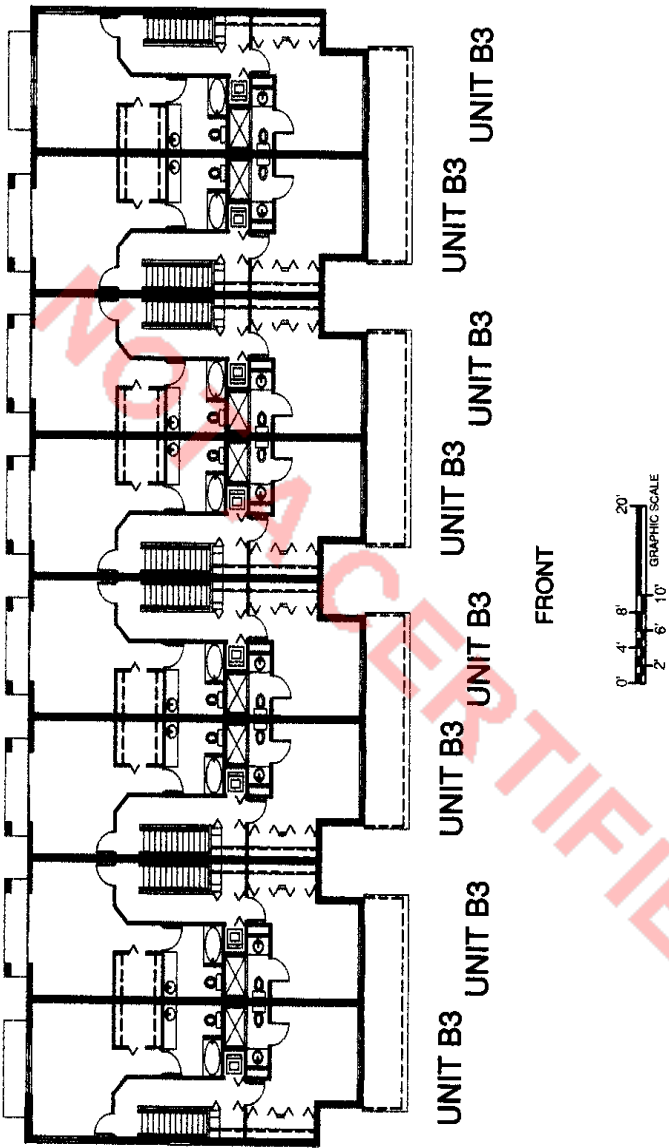 UNIT B3
UNIT B3
UNIT B3
UNIT B3
UNIT B3
UNIT B3
UNIT B3
UNIT B3
FRONT
0' 2' 4' 6' 8' 10' 20'
GRAPHIC SCALE
NOT A CERTIFIE